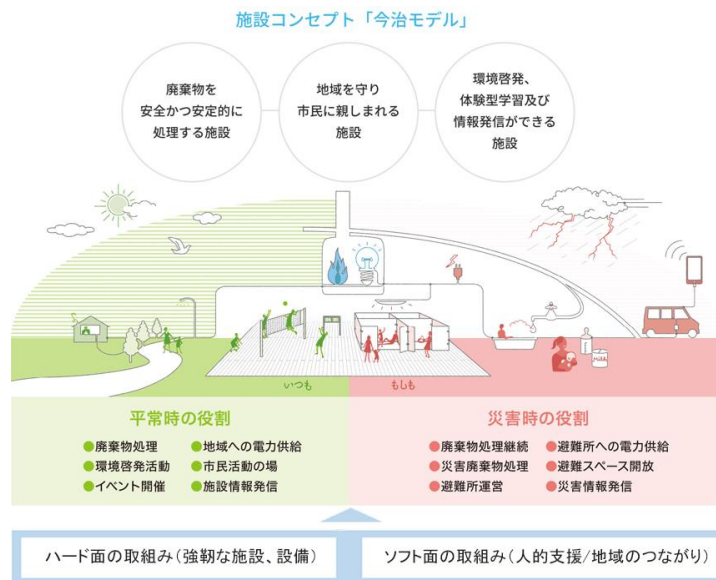 施設コンセプト「今治モデル」
廃棄物を
安全かつ安定的に
処理する施設
地域を守り
市民に親しまれる
施設
環境啓発、
体験型学習及び
情報発信ができる
施設
いつも
もしも
平常時の役割
●廃棄物処理
●地域への電力供給
●環境啓発活動
●市民活動の場
●イベント開催
●施設情報発信
災害時の役割
●廃棄物処理継続
●避難所への電力供給
●災害廃棄物処理
●避難スペース開放
●避難所運営
●災害情報発信
ハード面の取組み(強靭な施設、設備)
ソフト面の取組み(人的支援/地域のつながり)